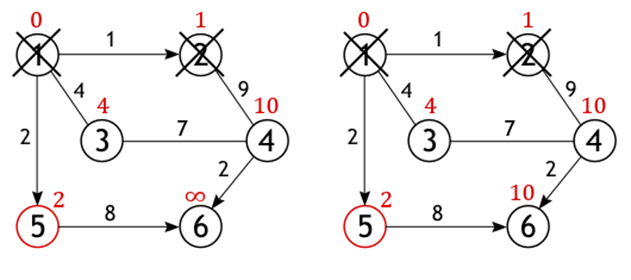 0 1 0 1
1 1 2 1 1 2
4 4 10 9 4 4 10 9
2 3 7 4 2 3 7 4
∞ 2 10 2
2 2
5 8 6 5 8 6